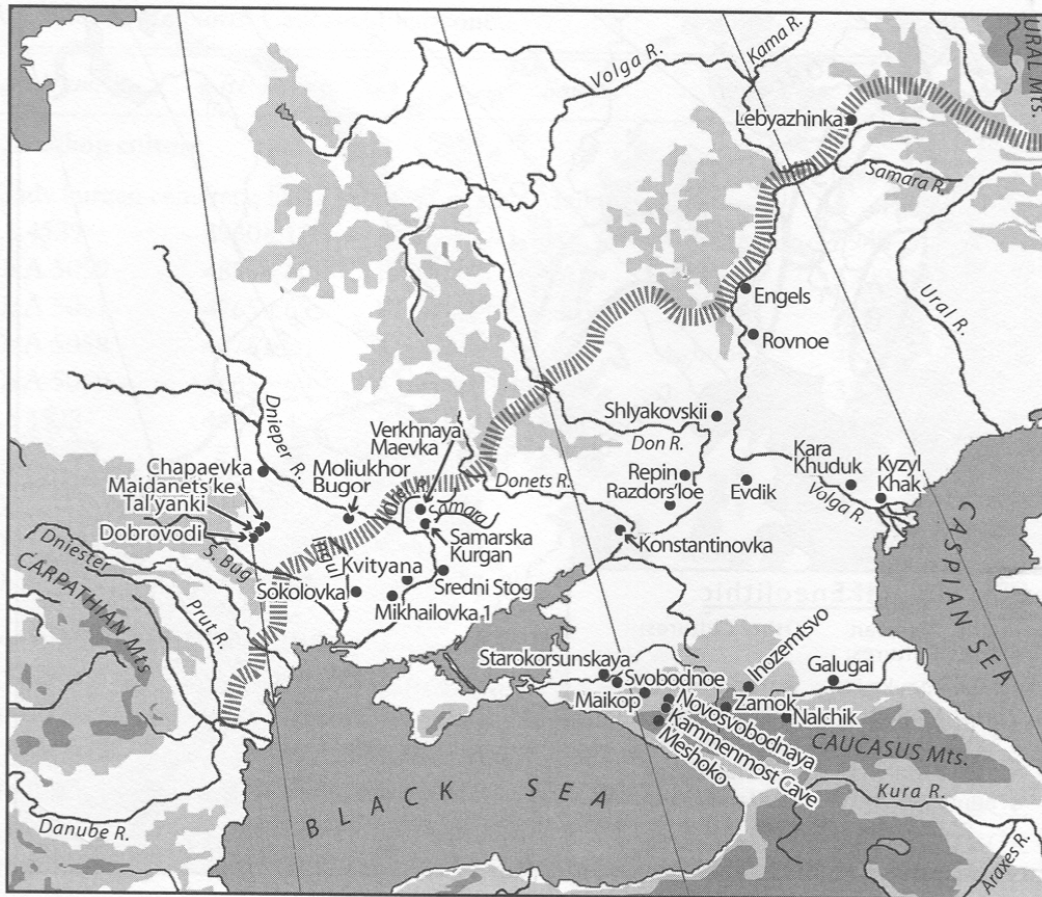 Kama R.
URAL Mts.
Volga R.
Lebyazhinka
Samara R.
Engels
Ural R.
Rovnoe
Dnieper R.
Verkhnaya
Maevka
Shlyakovskii
Don R.
Chapaevka
Moliukhor
Bugor
Donets R.
Repin
Kara
Khuduk
Kyzyl
Khak
Maidanets'ke
Tal'yanki
Orel R.
Razdors'loe
Evdik
Volga R.
Dobrovodi
Samara
Samarska
Kurgan
Konstantinovka
Dniester
S. Bug
Ingul
Kvityana
CARPATHIAN Mts
Prut R.
Sokolovka
Sredni Stog
Mikhailovka 1
CASPIAN SEA
Starokorsunskaya
Inozemtsvo
Galugai
Svobodnoe
Maikop
Zamok
Novosvobodnaya
Nalchik
Kammenmost Cave
Meshoko
CAUCASUS Mts.
BLACK SEA
Kura R.
Danube R.
Araxes R.